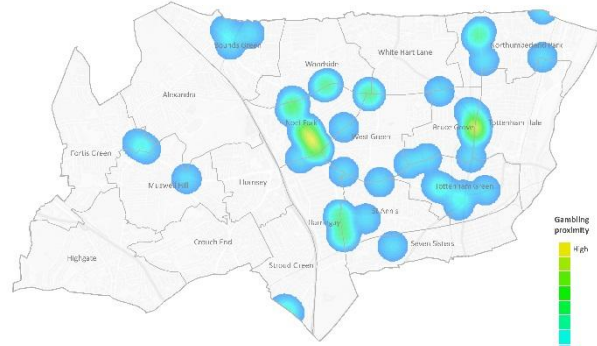 Bounds Green
Northumberland Park
White Hart Lane
Woodside
Alexandra
Noel Park
West Green
Bruce Grove
Tottenham Hale
Fortis Green
Muswell Hill
Hornsey
Tottenham Green
St Ann's
Harringay
Crouch End
Seven Sisters
Highgate
Stroud Green
Gambling
proximity
High